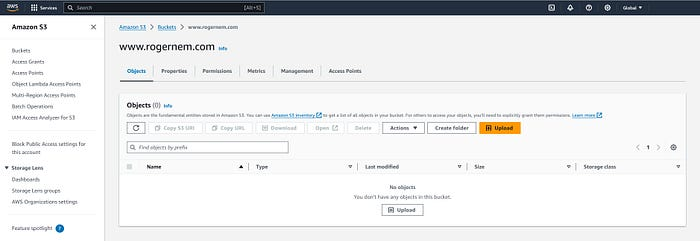 aws Services Search [Alt+S] Global
Amazon S3
Buckets
Access Grants
Access Points
Object Lambda Access Points
Multi-Region Access Points
Batch Operations
IAM Access Analyzer for S3
Block Public Access settings for
this account
Storage Lens
Dashboards
Storage Lens groups
AWS Organizations settings
Feature spotlight 7
Amazon S3 > Buckets > www.rogernem.com
www.rogernem.com Info
Objects Properties Permissions Metrics Management Access Points
Objects (0) Info
Objects are the fundamental entities stored in Amazon S3. You can use Amazon S3 inventory to get a list of all objects in your bucket. For others to access your objects, you'll need to explicitly grant them permissions. Learn more
Copy S3 URI Copy URL Download Open Delete Actions Create folder Upload
Find objects by prefix
1
Name Type Last modified Size Storage class
No objects
You don't have any objects in this bucket.
Upload